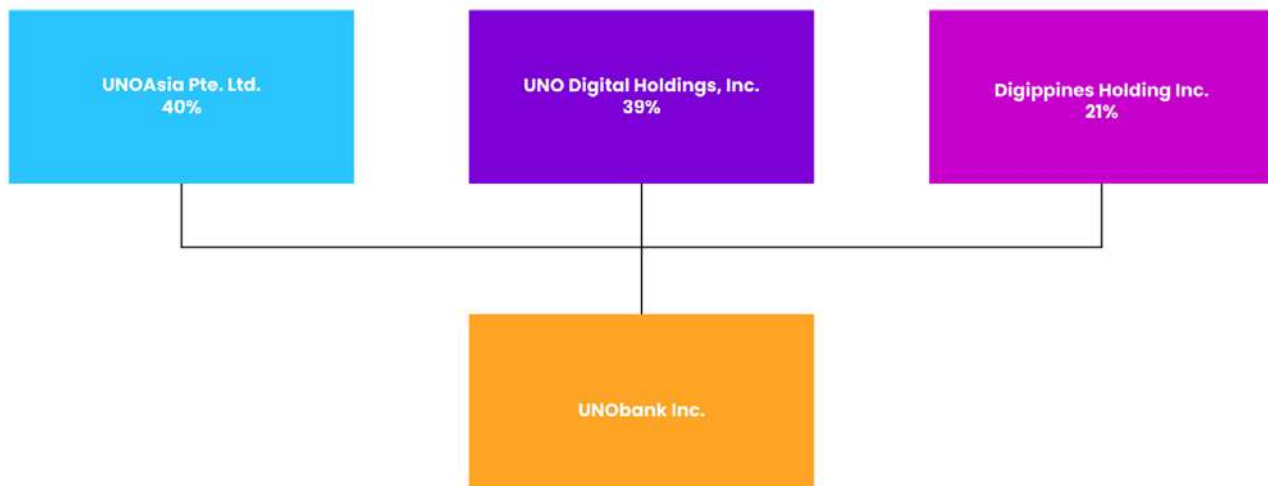 UNOAsia Pte. Ltd.
40%
UNO Digital Holdings, Inc.
39%
Digippines Holding Inc.
21%
UNObank Inc.